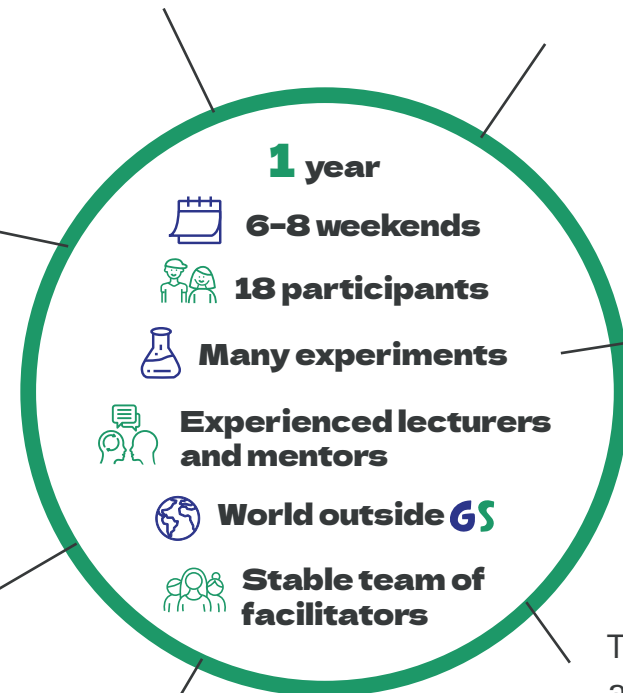 1 year
6–8 weekends
18 participants
Many experiments
Experienced lecturers
and mentors
World outside GS
Stable team of
facilitators
T